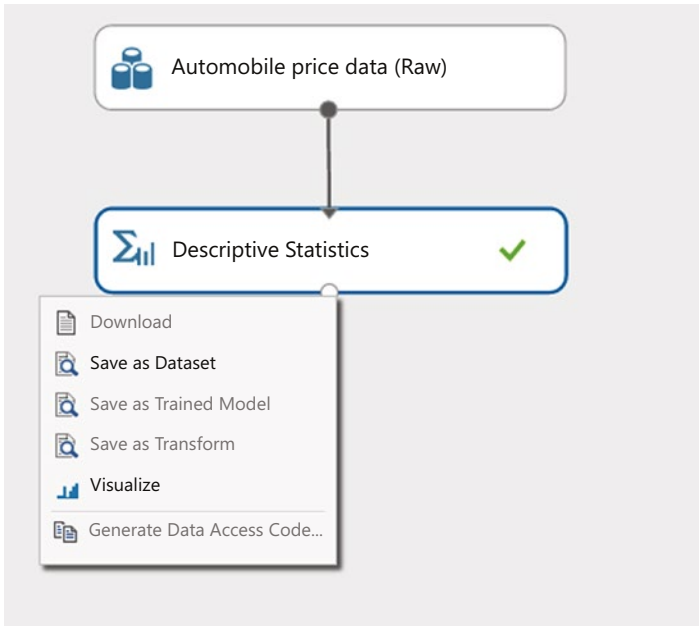 Automobile price data (Raw)
Descriptive Statistics
Download
Save as Dataset
Save as Trained Model
Save as Transform
Visualize
Generate Data Access Code...